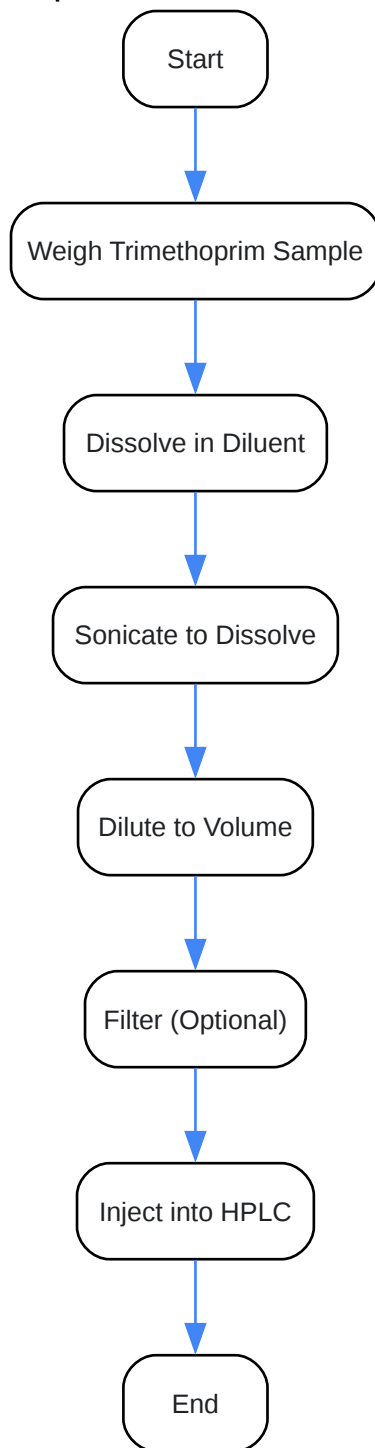 Start
Weigh Trimethoprim Sample
Dissolve in Diluent
Sonicate to Dissolve
Dilute to Volume
Filter (Optional)
Inject into HPLC
End